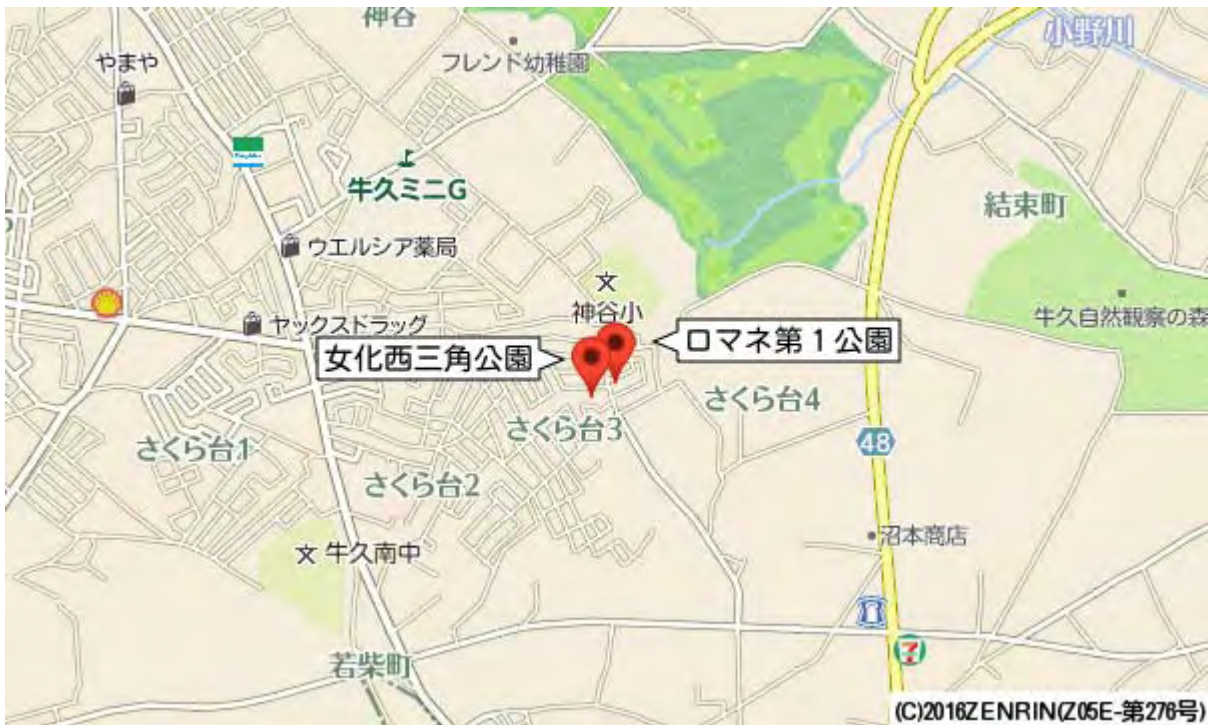 神谷
小野川
やまや
フレンド幼稚園
牛久ミニG
結束町
ウエルシア薬局
文
神谷小
牛久自然観察の森
ヤックスドラッグ
女化西三角公園
ロマネ第1公園
さくら台4
さくら台3
さくら台1
48
さくら台2
沼本商店
文 牛久南中
7
若柴町
(C)2016ZENRIN(Z05E-第276号)